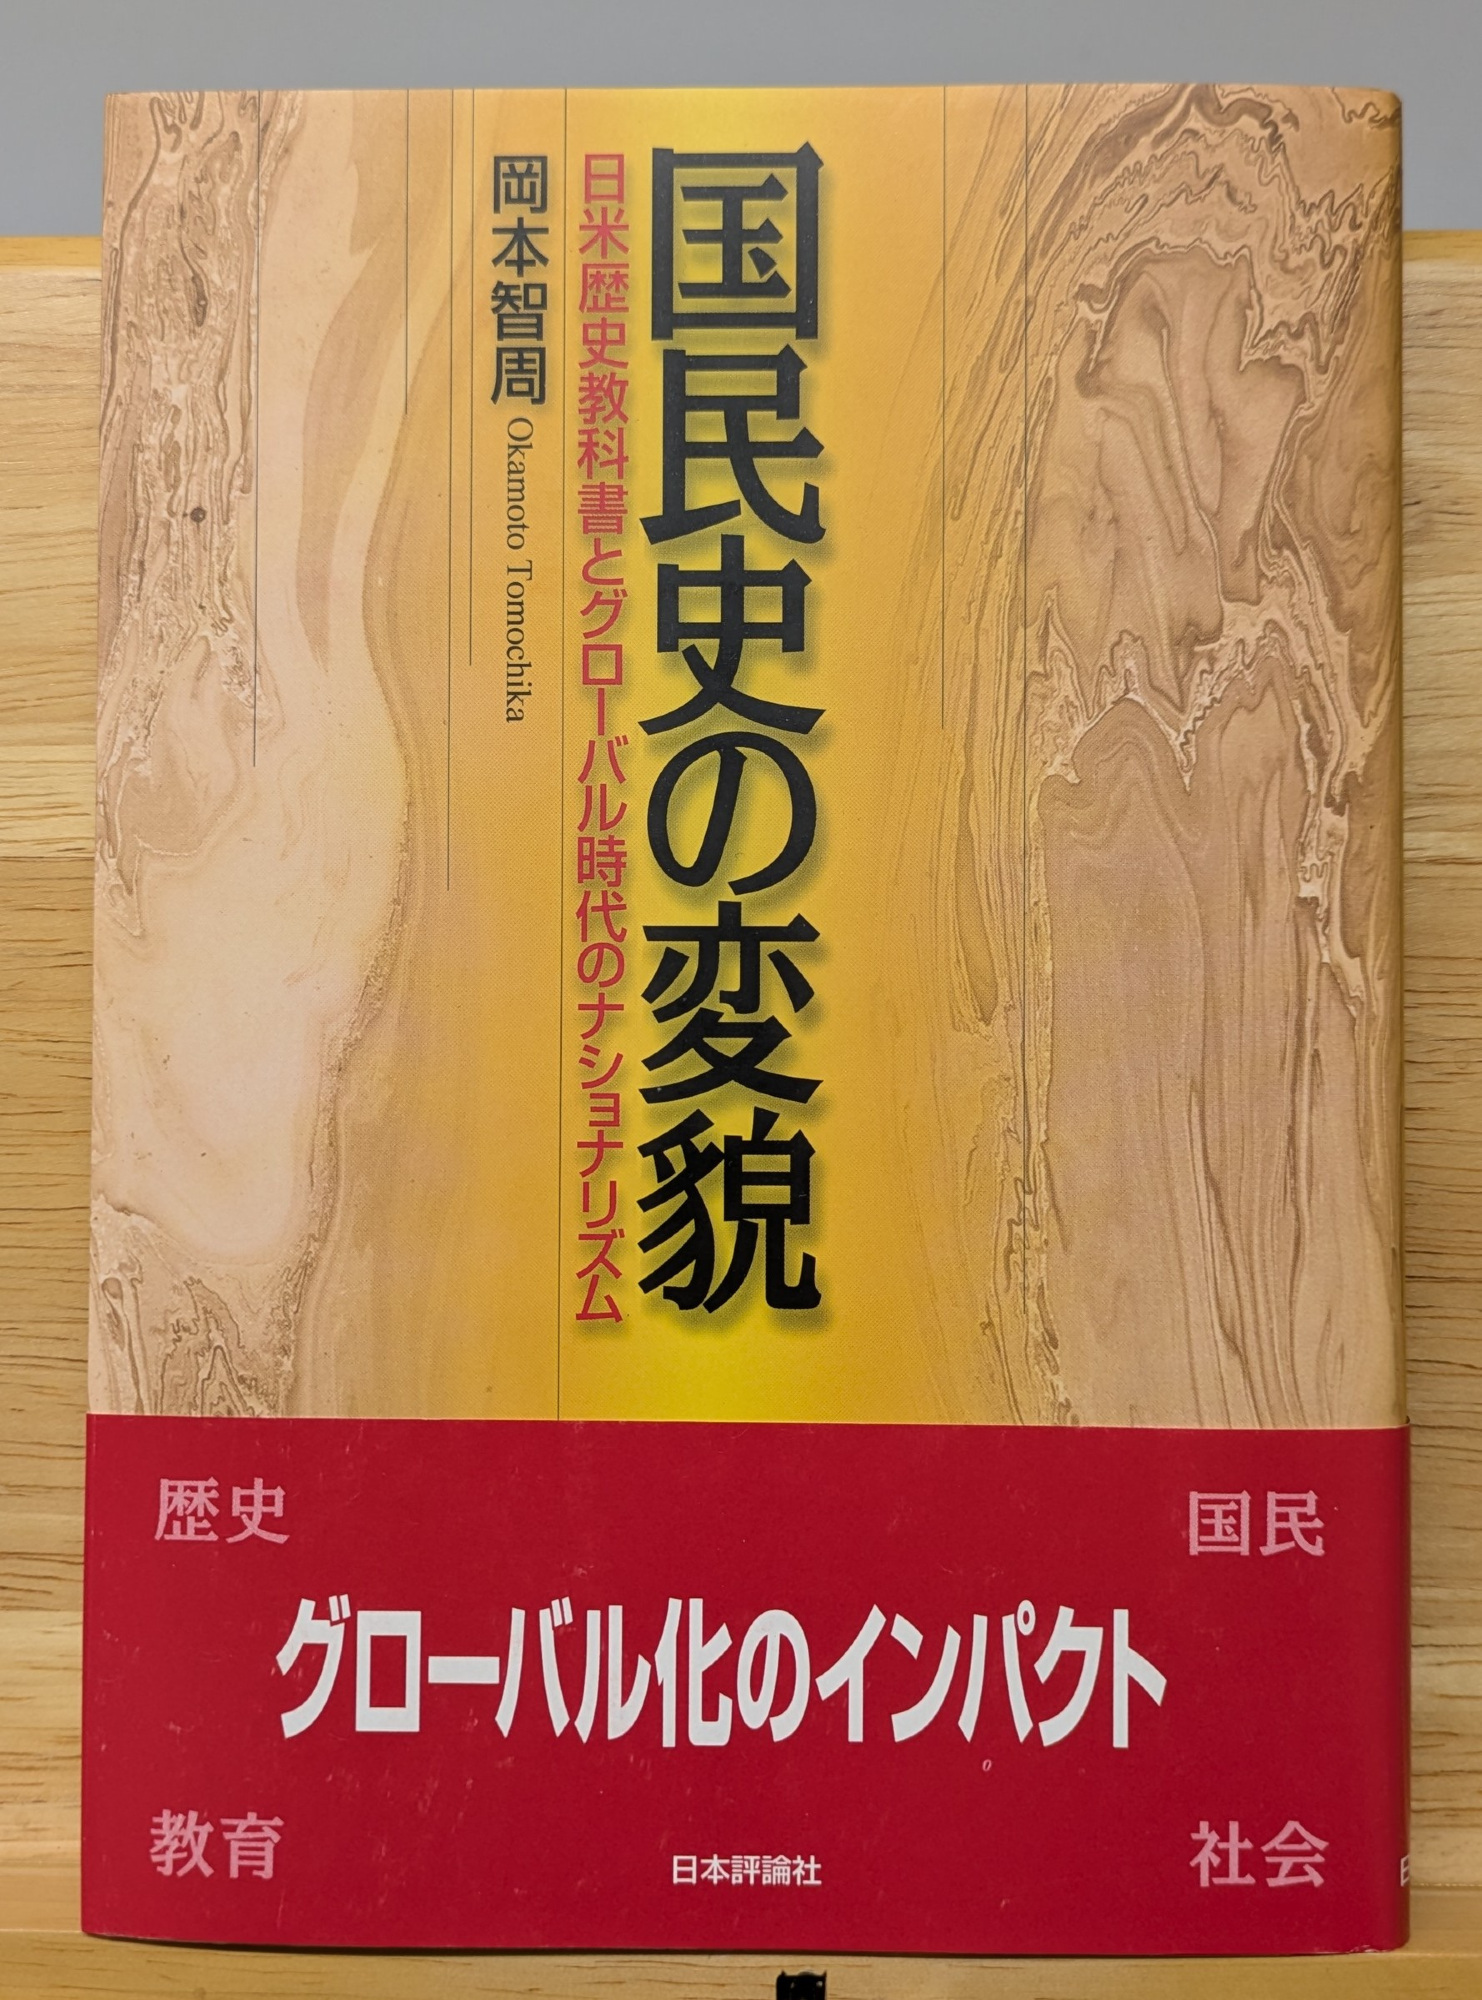 国民史の変貌
日米歴史教科書とグローバル時代のナショナリズム
岡本智周 Okamoto Tomochika
歴史
国民
グローバル化のインパクト
教育
社会
日本評論社